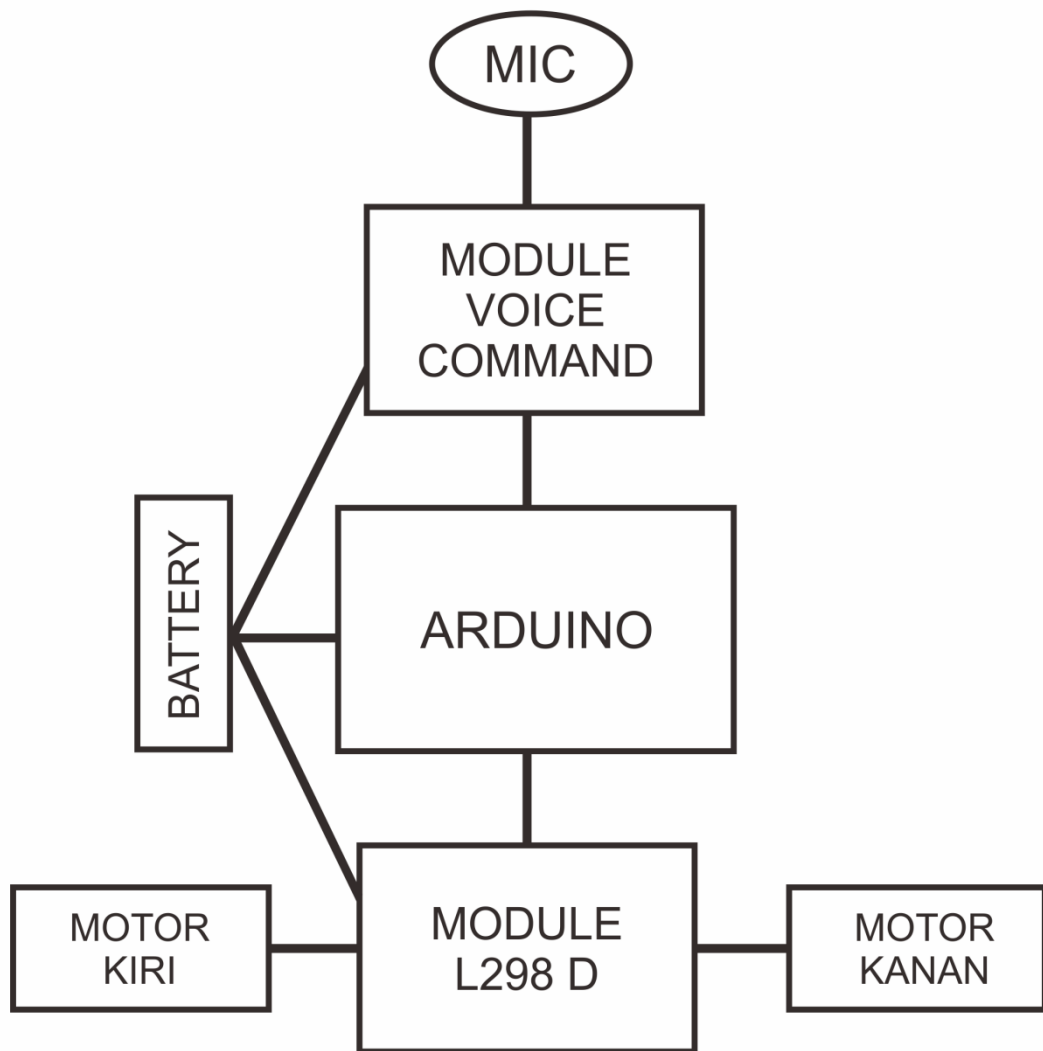 MIC
MODULE
VOICE
COMMAND
BATTERY
ARDUINO
MOTOR
KIRI
MODULE
L298 D
MOTOR
KANAN